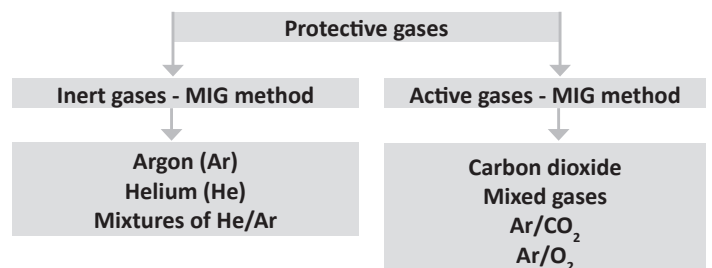 Protective gases
Inert gases - MIG method
Active gases - MIG method
Argon (Ar)
Helium (He)
Mixtures of He/Ar
Carbon dioxide
Mixed gases
Ar/CO₂
Ar/O₂